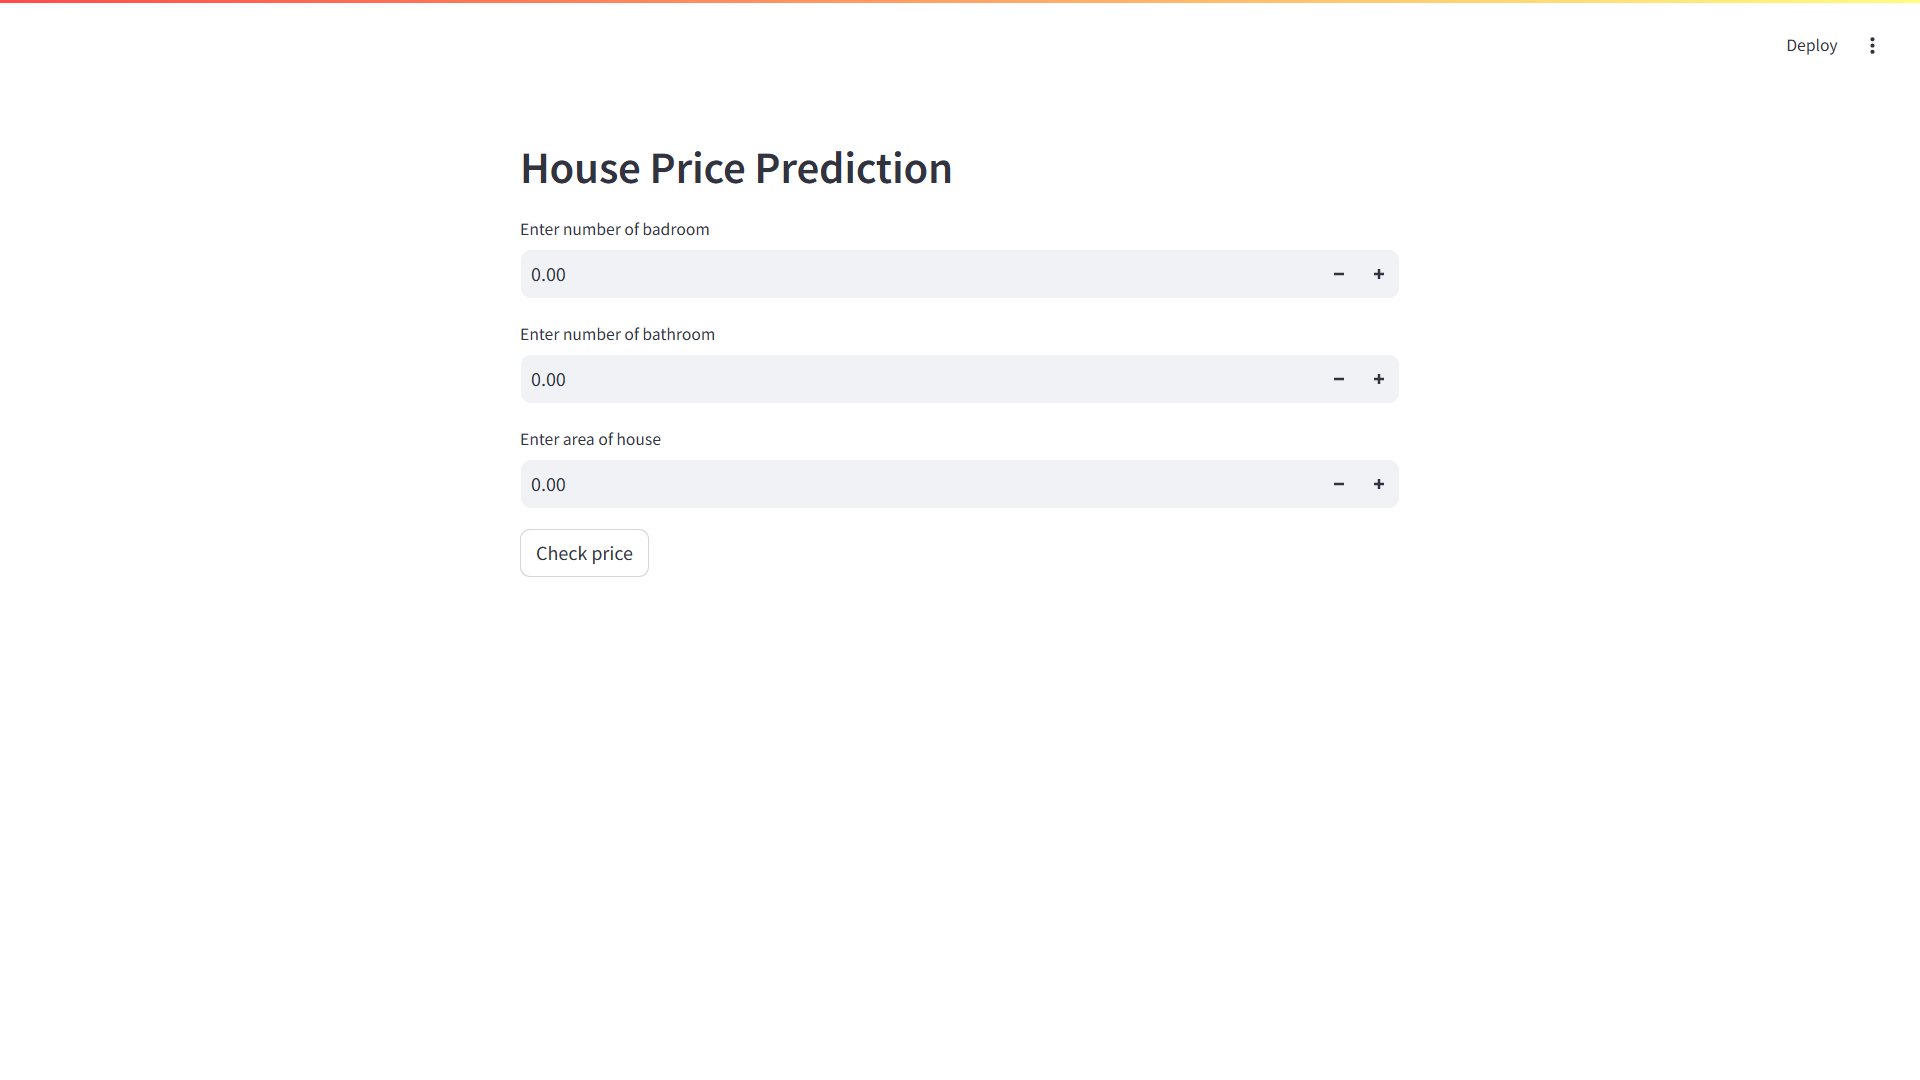 Deploy
House Price Prediction
Enter number of badroom
0.00
Enter number of bathroom
0.00
Enter area of house
0.00
Check price